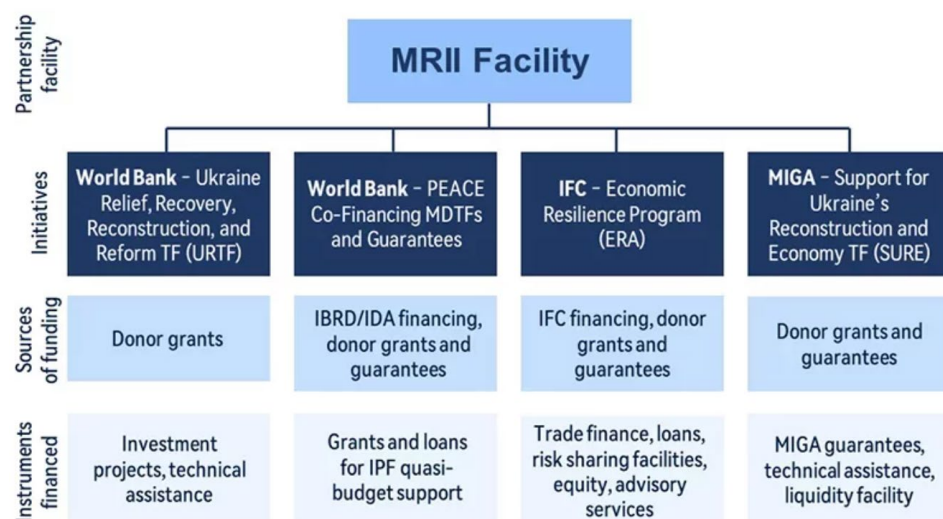 Partnership
facility
MRII Facility
Initiatives
World Bank – Ukraine
Relief, Recovery,
Reconstruction, and
Reform TF (URTF)
World Bank – PEACE
Co-Financing MDTFs
and Guarantees
IFC – Economic
Resilience Program
(ERA)
MIGA – Support for
Ukraine's
Reconstruction and
Economy TF (SURE)
Sources
of funding
Donor grants
IBRD/IDA financing,
donor grants and
guarantees
IFC financing, donor
grants and
guarantees
Donor grants and
guarantees
Instruments
financed
Investment
projects, technical
assistance
Grants and loans
for IPF quasi-
budget support
Trade finance, loans,
risk sharing facilities,
equity, advisory
services
MIGA guarantees,
technical assistance,
liquidity facility